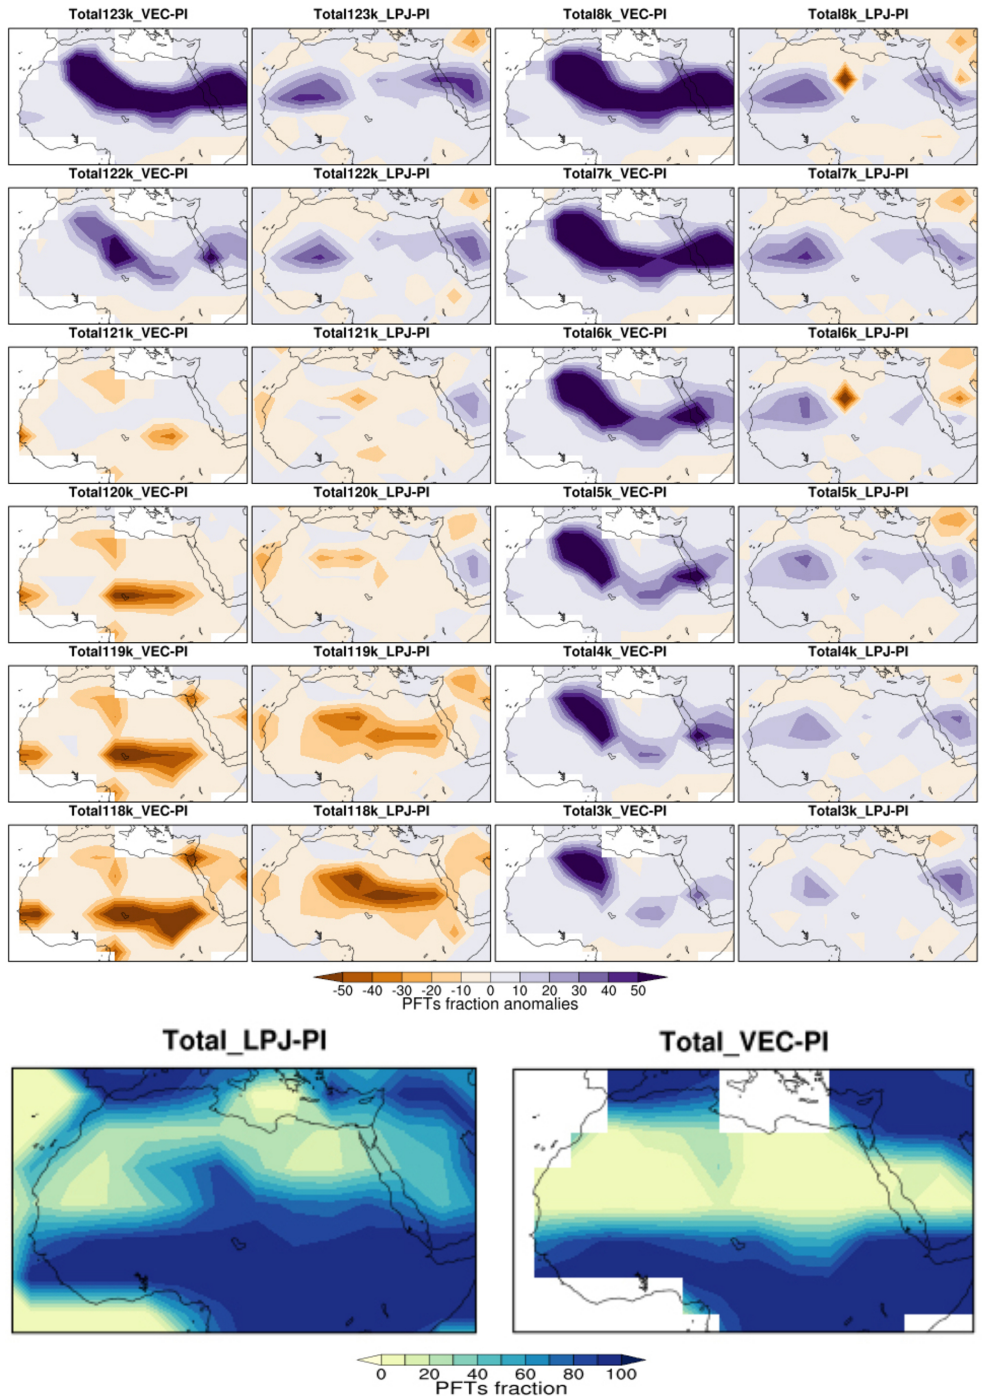 Total123k_VEC-PI Total123k_LPJ-PI Total8k_VEC-PI Total8k_LPJ-PI
Total122k_VEC-PI Total122k_LPJ-PI Total7k_VEC-PI Total7k_LPJ-PI
Total121k_VEC-PI Total121k_LPJ-PI Total6k_VEC-PI Total6k_LPJ-PI
Total120k_VEC-PI Total120k_LPJ-PI Total5k_VEC-PI Total5k_LPJ-PI
Total119k_VEC-PI Total119k_LPJ-PI Total4k_VEC-PI Total4k_LPJ-PI
Total118k_VEC-PI Total118k_LPJ-PI Total3k_VEC-PI Total3k_LPJ-PI
-50 -40 -30 -20 -10 0 10 20 30 40 50
PFTs fraction anomalies
Total_LPJ-PI Total_VEC-PI
0 20 40 60 80 100
PFTs fraction